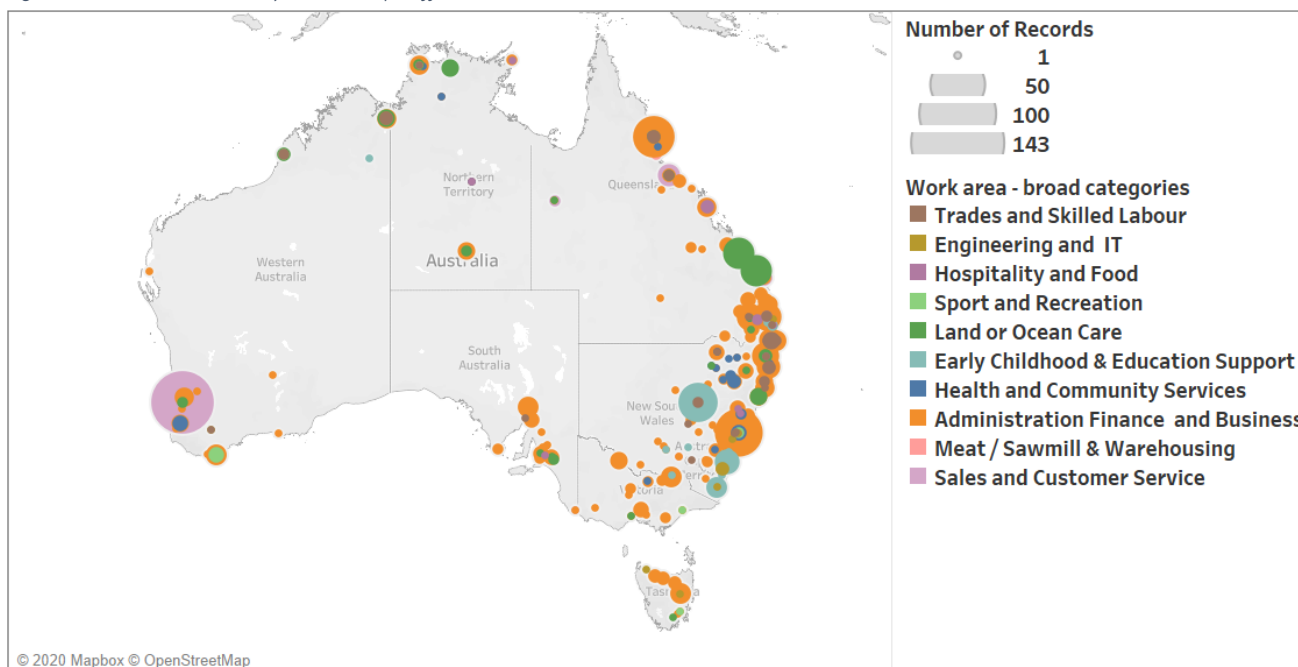 Number of Records
1
50
100
143
Work area - broad categories
Trades and Skilled Labour
Engineering and IT
Hospitality and Food
Sport and Recreation
Land or Ocean Care
Early Childhood & Education Support
Health and Community Services
Administration Finance and Business
Meat / Sawmill & Warehousing
Sales and Customer Service
Northern
Territory
Queensla
Western
Australia
Australia
South
Australia
New Sou
Wales
Tas
© 2020 Mapbox © OpenStreetMap